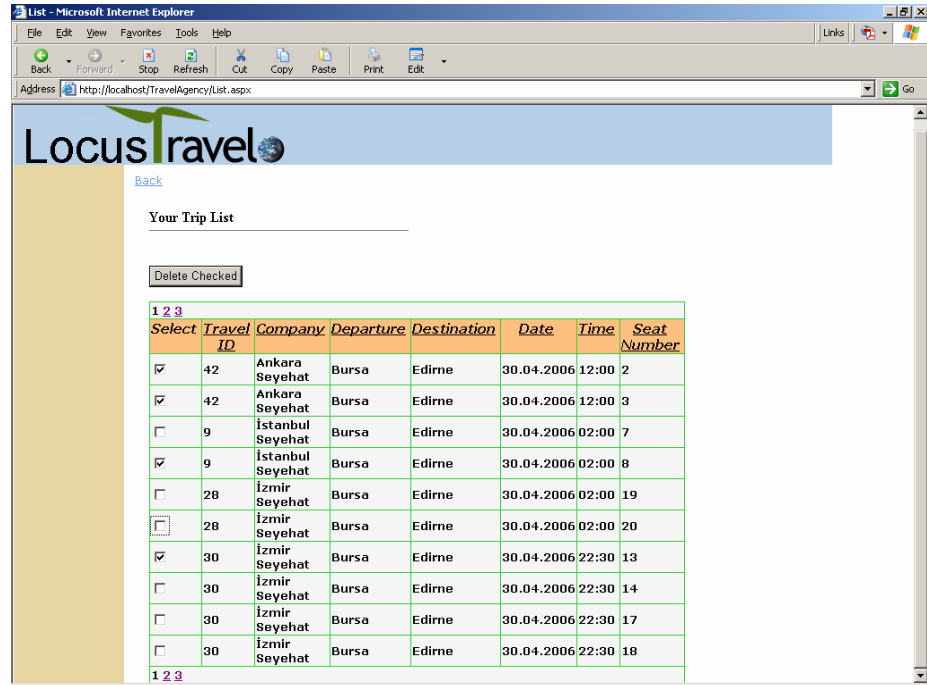 List - Microsoft Internet Explorer
File Edit View Favorites Tools Help Links
Back Forward Stop Refresh Cut Copy Paste Print Edit
Address http://localhost/TravelAgency/List.aspx Go
LocusTravel
Back
Your Trip List
Delete Checked
1 2 3
Select Travel ID Company Departure Destination Date Time Seat Number
42 Ankara Seyehat Bursa Edirne 30.04.2006 12:00 2
42 Ankara Seyehat Bursa Edirne 30.04.2006 12:00 3
9 İstanbul Seyehat Bursa Edirne 30.04.2006 02:00 7
9 İstanbul Seyehat Bursa Edirne 30.04.2006 02:00 8
28 İzmir Seyehat Bursa Edirne 30.04.2006 02:00 19
28 İzmir Seyehat Bursa Edirne 30.04.2006 02:00 20
30 İzmir Seyehat Bursa Edirne 30.04.2006 22:30 13
30 İzmir Seyehat Bursa Edirne 30.04.2006 22:30 14
30 İzmir Seyehat Bursa Edirne 30.04.2006 22:30 17
30 İzmir Seyehat Bursa Edirne 30.04.2006 22:30 18
1 2 3